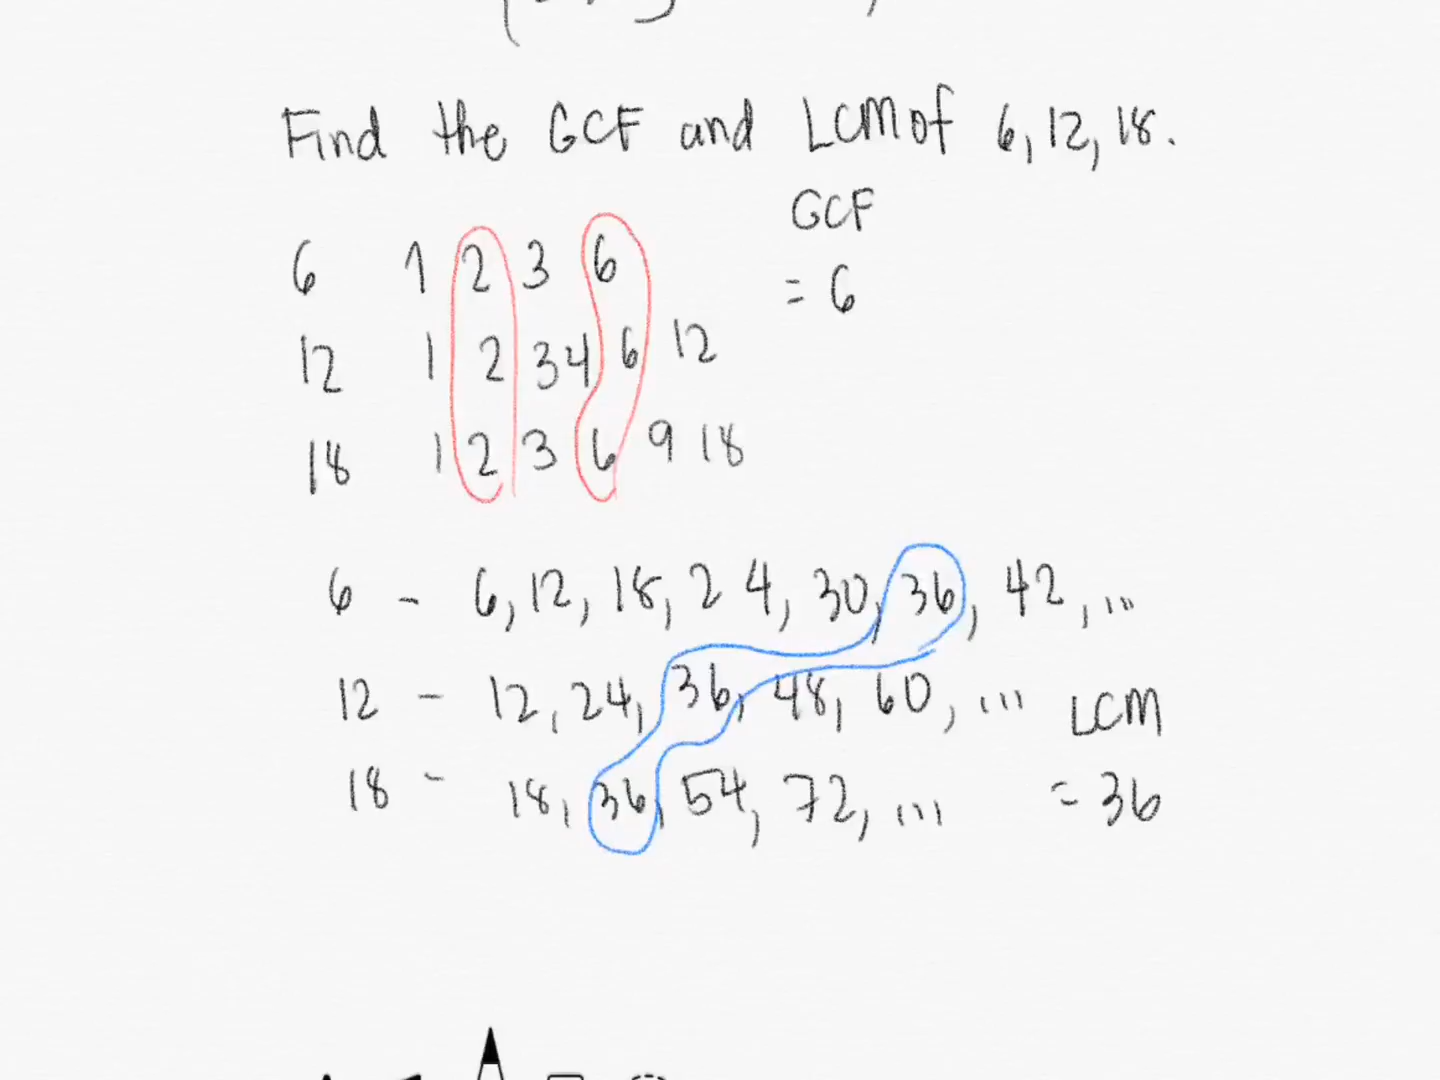 Find the GCF and LCM of 6, 12, 18.
GCF
6 1 2 3 6
= 6
12 1 2 3 4 6 12
18 1 2 3 6 9 18
6 - 6, 12, 18, 24, 30, 36, 42, ...
12 - 12, 24, 36, 48, 60, ... LCM
18 - 18, 36, 54, 72, ... = 36